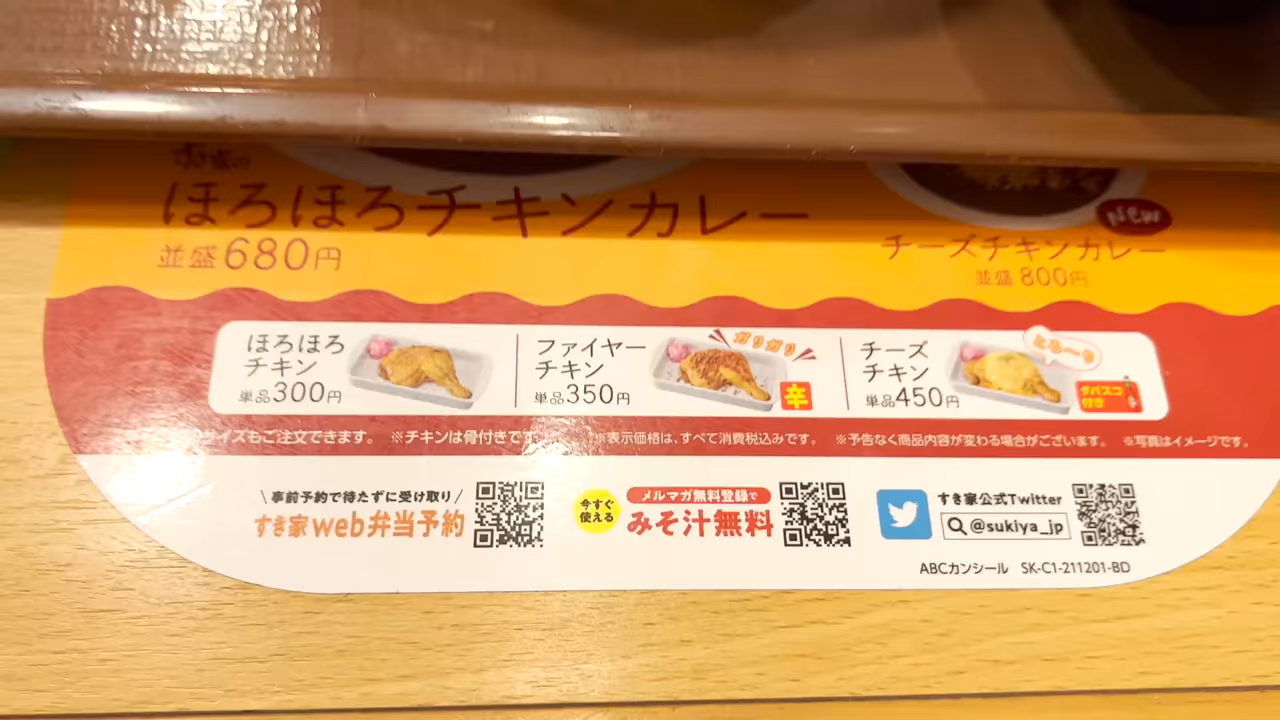 すき家の
ほろほろチキンカレー
並盛680円
NEW
チーズチキンカレー
並盛 800円
ほろほろ
チキン
単品300円
ファイヤー
チキン
単品350円
ガリガリ
辛
チーズ
チキン
単品450円
とろ〜り
タバスコ
付き
サイズもご注文できます。 ※チキンは骨付きです。 ※表示価格は、すべて消費税込みです。 ※予告なく商品内容が変わる場合がございます。 ※写真はイメージです。
\ 事前予約で待たずに受け取り /
すき家web弁当予約
今すぐ
使える
メルマガ無料登録で
みそ汁無料
すき家公式Twitter
@sukiya_jp
ABCカンシール SK-C1-211201-BD